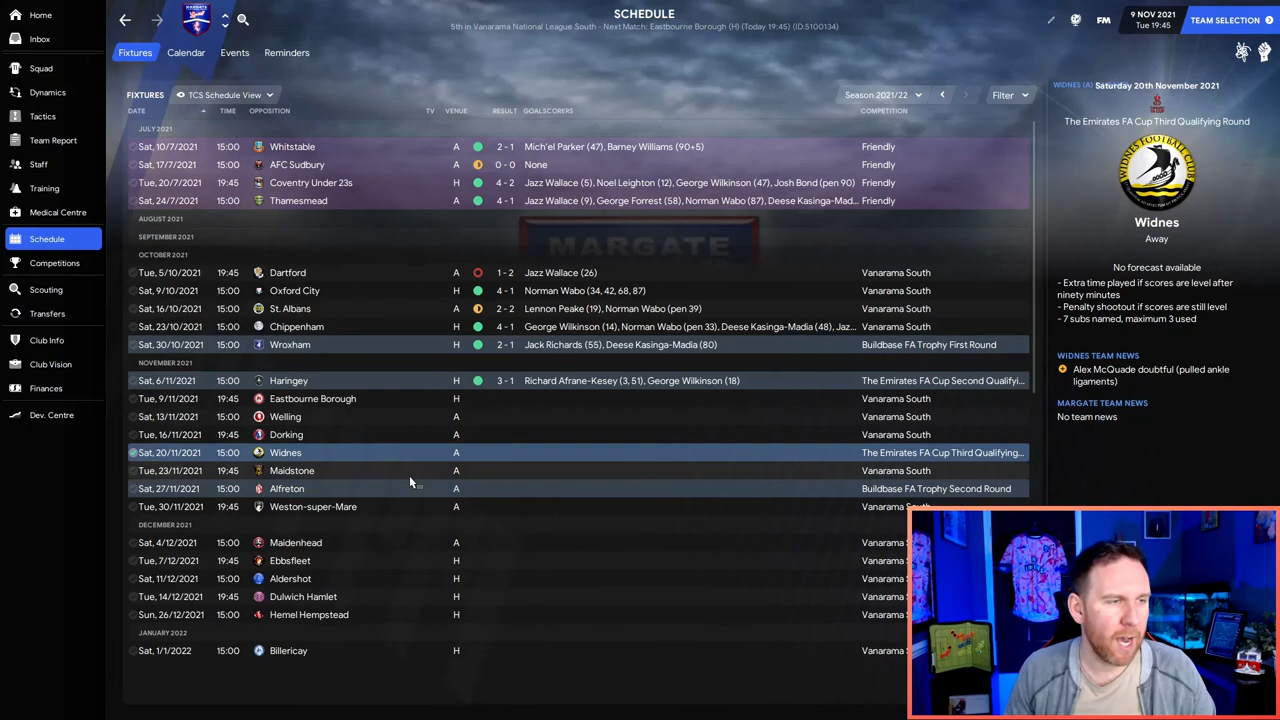 Home
Inbox
Squad
Dynamics
Tactics
Team Report
Staff
Training
Medical Centre
Schedule
Competitions
Scouting
Transfers
Club Info
Club Vision
Finances
Dev. Centre
SCHEDULE
5th in Vanarama National League South - Next Match: Eastbourne Borough (H) (Today 19:45) (ID:5100134)
FM
9 NOV 2021
Tue 19:45
TEAM SELECTION
Fixtures Calendar Events Reminders
FIXTURES TCS Schedule View Season 2021/22 Filter
DATE TIME OPPOSITION TV VENUE RESULT GOALSCORERS COMPETITION
JULY 2021
Sat, 10/7/2021 15:00 Whitstable A 2 - 1 Mich'el Parker (47), Barney Williams (90+5) Friendly
Sat, 17/7/2021 15:00 AFC Sudbury A 0 - 0 None Friendly
Tue, 20/7/2021 19:45 Coventry Under 23s H 4 - 2 Jazz Wallace (5), Noel Leighton (12), George Wilkinson (47), Josh Bond (pen 90) Friendly
Sat, 24/7/2021 15:00 Thamesmead A 4 - 1 Jazz Wallace (9), George Forrest (58), Norman Wabo (87), Deese Kasinga-Mad... Friendly
AUGUST 2021
SEPTEMBER 2021
MARGATE
OCTOBER 2021
Tue, 5/10/2021 19:45 Dartford A 1 - 2 Jazz Wallace (26) Vanarama South
Sat, 9/10/2021 15:00 Oxford City H 4 - 1 Norman Wabo (34, 42, 68, 87) Vanarama South
Sat, 16/10/2021 15:00 St. Albans A 2 - 2 Lennon Peake (19), Norman Wabo (pen 39) Vanarama South
Sat, 23/10/2021 15:00 Chippenham H 4 - 1 George Wilkinson (14), Norman Wabo (pen 33), Deese Kasinga-Madia (48), Jaz... Vanarama South
Sat, 30/10/2021 15:00 Wroxham H 2 - 1 Jack Richards (55), Deese Kasinga-Madia (80) Buildbase FA Trophy First Round
NOVEMBER 2021
Sat, 6/11/2021 15:00 Haringey H 3 - 1 Richard Afrane-Kesey (3, 51), George Wilkinson (18) The Emirates FA Cup Second Qualifyi...
Tue, 9/11/2021 19:45 Eastbourne Borough H Vanarama South
Sat, 13/11/2021 15:00 Welling A Vanarama South
Tue, 16/11/2021 19:45 Dorking A Vanarama South
Sat, 20/11/2021 15:00 Widnes A The Emirates FA Cup Third Qualifying...
Tue, 23/11/2021 19:45 Maidstone A Vanarama South
Sat, 27/11/2021 15:00 Alfreton A Buildbase FA Trophy Second Round
Tue, 30/11/2021 19:45 Weston-super-Mare A Vanarama South
DECEMBER 2021
Sat, 4/12/2021 15:00 Maidenhead A Vanarama S
Tue, 7/12/2021 19:45 Ebbsfleet H Vanarama S
Sat, 11/12/2021 15:00 Aldershot H Vanarama S
Tue, 14/12/2021 19:45 Dulwich Hamlet H Vanarama S
Sun, 26/12/2021 15:00 Hemel Hempstead H Vanarama S
JANUARY 2022
Sat, 1/1/2022 15:00 Billericay H Vanarama S
WIDNES (A) Saturday 20th November 2021
The Emirates FA Cup Third Qualifying Round
WIDNES FOOTBALL CLUB
Widnes
Away
No forecast available
- Extra time played if scores are level after
ninety minutes
- Penalty shootout if scores are still level
- 7 subs named, maximum 3 used
WIDNES TEAM NEWS
Alex McQuade doubtful (pulled ankle
ligaments)
MARGATE TEAM NEWS
No team news